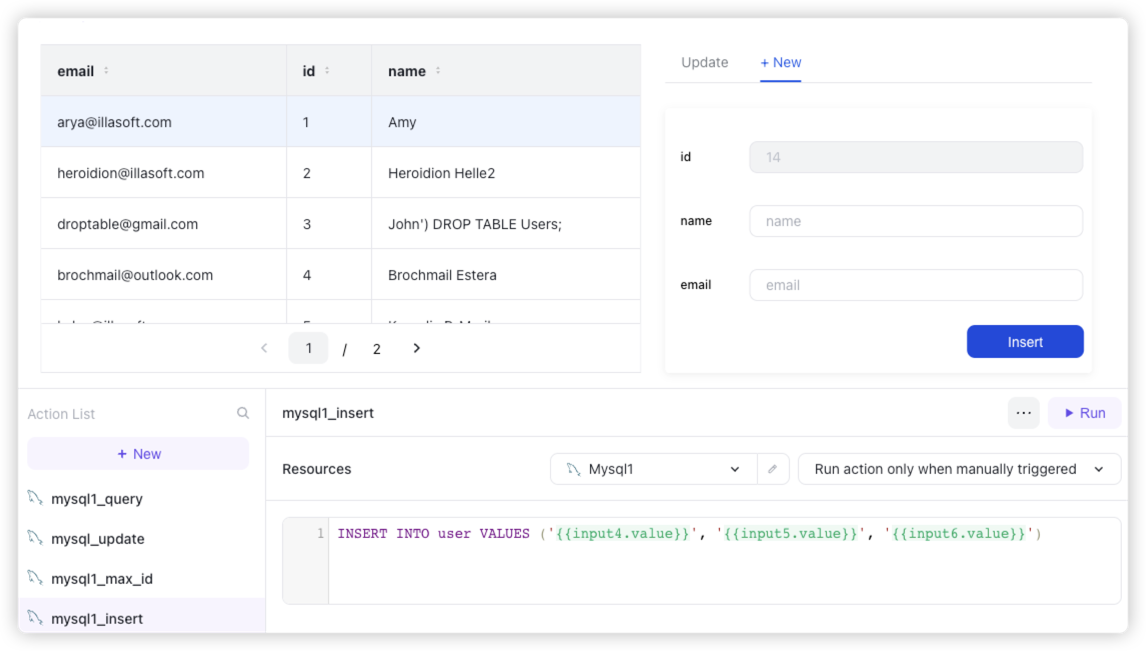 email id name
arya@illasoft.com 1 Amy
heroidion@illasoft.com 2 Heroidion Helle2
droptable@gmail.com 3 John') DROP TABLE Users;
brochmail@outlook.com 4 Brochmail Estera
1 / 2
Update + New
id 14
name name
email email
Insert
Action List
+ New
mysql1_query
mysql_update
mysql1_max_id
mysql1_insert
mysql1_insert ... Run
Resources Mysql1 Run action only when manually triggered
1 INSERT INTO user VALUES ('{{input4.value}}', '{{input5.value}}', '{{input6.value}}')